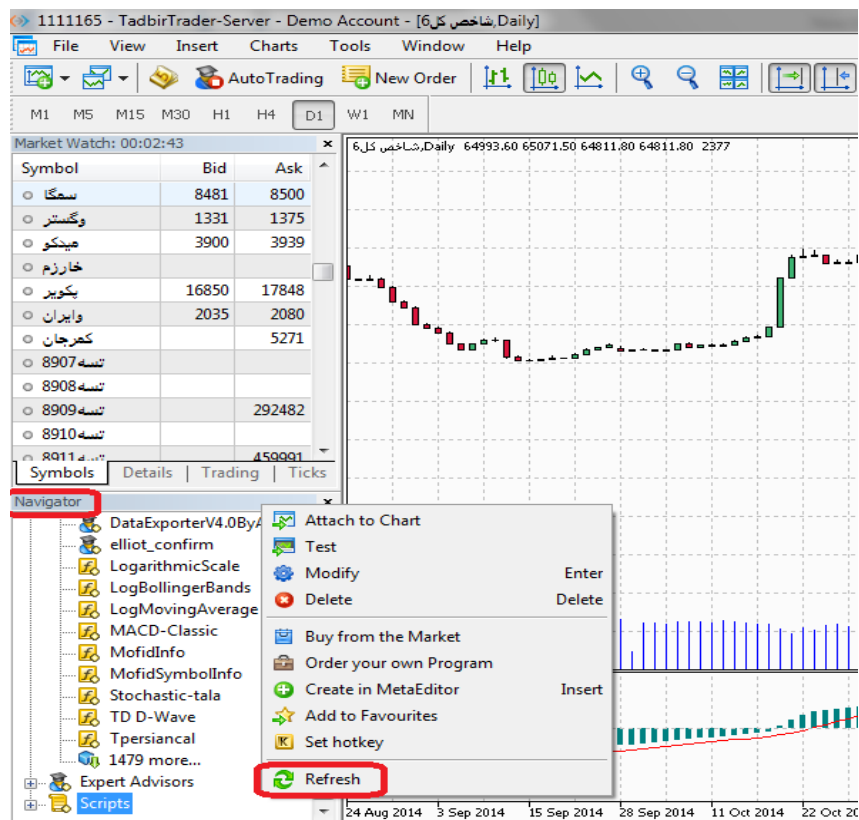 1111165 - TadbirTrader-Server - Demo Account - [شاخص کل6,Daily]
File View Insert Charts Tools Window Help
AutoTrading New Order
M1 M5 M15 M30 H1 H4 D1 W1 MN
Market Watch: 00:02:43
Symbol Bid Ask
سمگا 8481 8500
وگستر 1331 1375
میدکو 3900 3939
خارزم
پکویر 16850 17848
وایران 2035 2080
کمرجان 5271
تسه8907
تسه8908
تسه8909 292482
تسه8910
تسه8911 459991
Symbols Details | Trading | Ticks
Navigator
DataExporterV4.0ByA
elliot_confirm
LogarithmicScale
LogBollingerBands
LogMovingAverage
MACD-Classic
MofidInfo
MofidSymbolInfo
Stochastic-tala
TD D-Wave
Tpersiancal
1479 more...
Expert Advisors
Scripts
Attach to Chart
Test
Modify Enter
Delete Delete
Buy from the Market
Order your own Program
Create in MetaEditor Insert
Add to Favourites
Set hotkey
Refresh
شاخص کل6,Daily 64993.60 65071.50 64811.80 64811.80 2377
24 Aug 2014 3 Sep 2014 15 Sep 2014 28 Sep 2014 11 Oct 2014 22 Oct 20